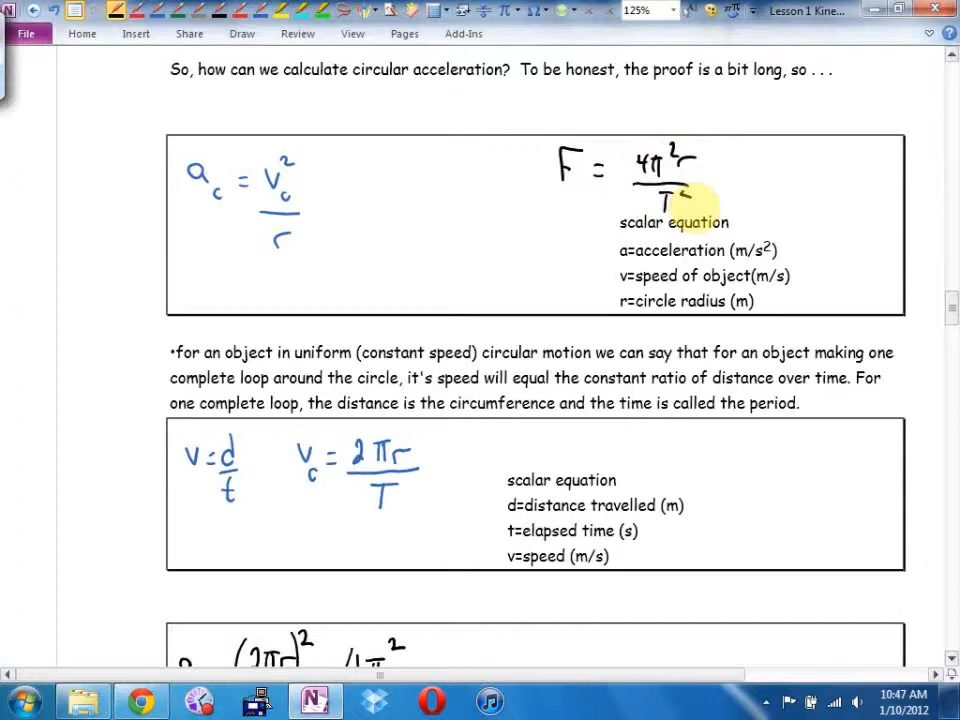 125%
Lesson 1 Kine...
File Home Insert Share Draw Review View Pages Add-Ins
So, how can we calculate circular acceleration? To be honest, the proof is a bit long, so . . .
a_c = v_c^2 / r
F = 4π^2r / T
scalar equation
a=acceleration (m/s²)
v=speed of object(m/s)
r=circle radius (m)
•for an object in uniform (constant speed) circular motion we can say that for an object making one
complete loop around the circle, it's speed will equal the constant ratio of distance over time. For
one complete loop, the distance is the circumference and the time is called the period.
v = d/t v_c = 2πr / T
scalar equation
d=distance travelled (m)
t=elapsed time (s)
v=speed (m/s)
(2πr)^2 4π^2
10:47 AM
1/10/2012